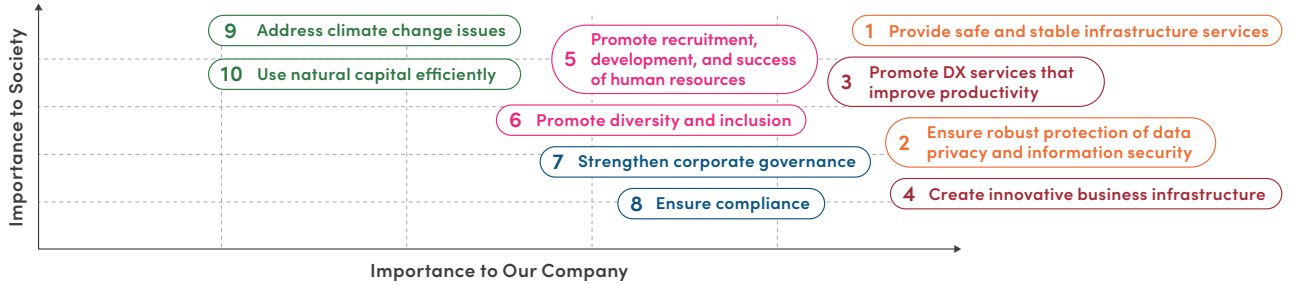 Importance to Society
9 Address climate change issues
10 Use natural capital efficiently
5 Promote recruitment,
development, and success
of human resources
6 Promote diversity and inclusion
7 Strengthen corporate governance
8 Ensure compliance
1 Provide safe and stable infrastructure services
3 Promote DX services that
improve productivity
2 Ensure robust protection of data
privacy and information security
4 Create innovative business infrastructure
Importance to Our Company